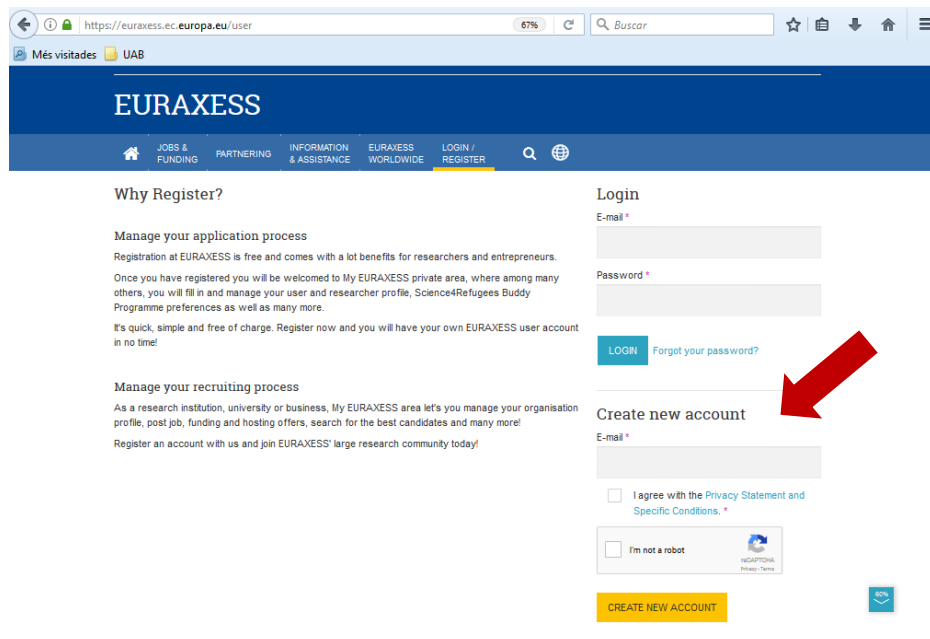 https://euraxess.ec.europa.eu/user
67%
Buscar
Més visitades
UAB
EURAXESS
JOBS &
FUNDING
PARTNERING
INFORMATION
& ASSISTANCE
EURAXESS
WORLDWIDE
LOGIN /
REGISTER
Why Register?
Manage your application process
Registration at EURAXESS is free and comes with a lot benefits for researchers and entrepreneurs.
Once you have registered you will be welcomed to My EURAXESS private area, where among many
others, you will fill in and manage your user and researcher profile, Science4Refugees Buddy
Programme preferences as well as many more.
It's quick, simple and free of charge. Register now and you will have your own EURAXESS user account
in no time!
Manage your recruiting process
As a research institution, university or business, My EURAXESS area let's you manage your organisation
profile, post job, funding and hosting offers, search for the best candidates and many more!
Register an account with us and join EURAXESS' large research community today!
Login
E-mail *
Password *
LOGIN
Forgot your password?
Create new account
E-mail *
I agree with the Privacy Statement and
Specific Conditions. *
I'm not a robot
reCAPTCHA
Privacy - Terms
CREATE NEW ACCOUNT
60%